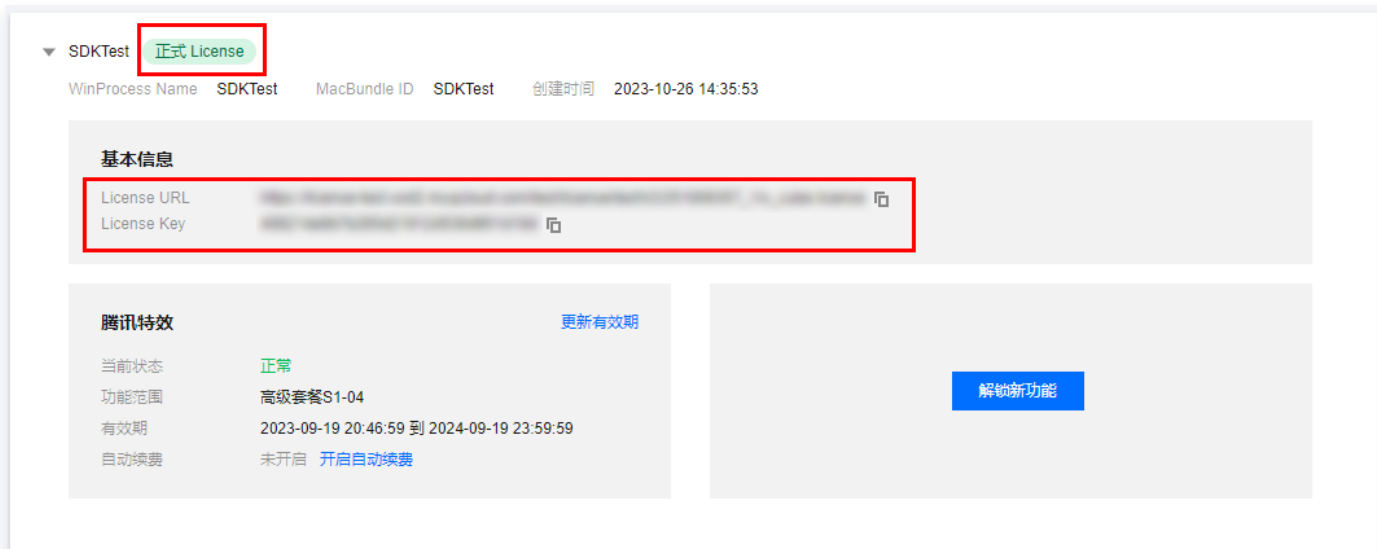 SDKTest 正式 License
WinProcess Name SDKTest MacBundle ID SDKTest 创建时间 2023-10-26 14:35:53
基本信息
License URL
License Key
腾讯特效 更新有效期
当前状态 正常
功能范围 高级套餐S1-04
有效期 2023-09-19 20:46:59 到 2024-09-19 23:59:59
自动续费 未开启 开启自动续费
解锁新功能